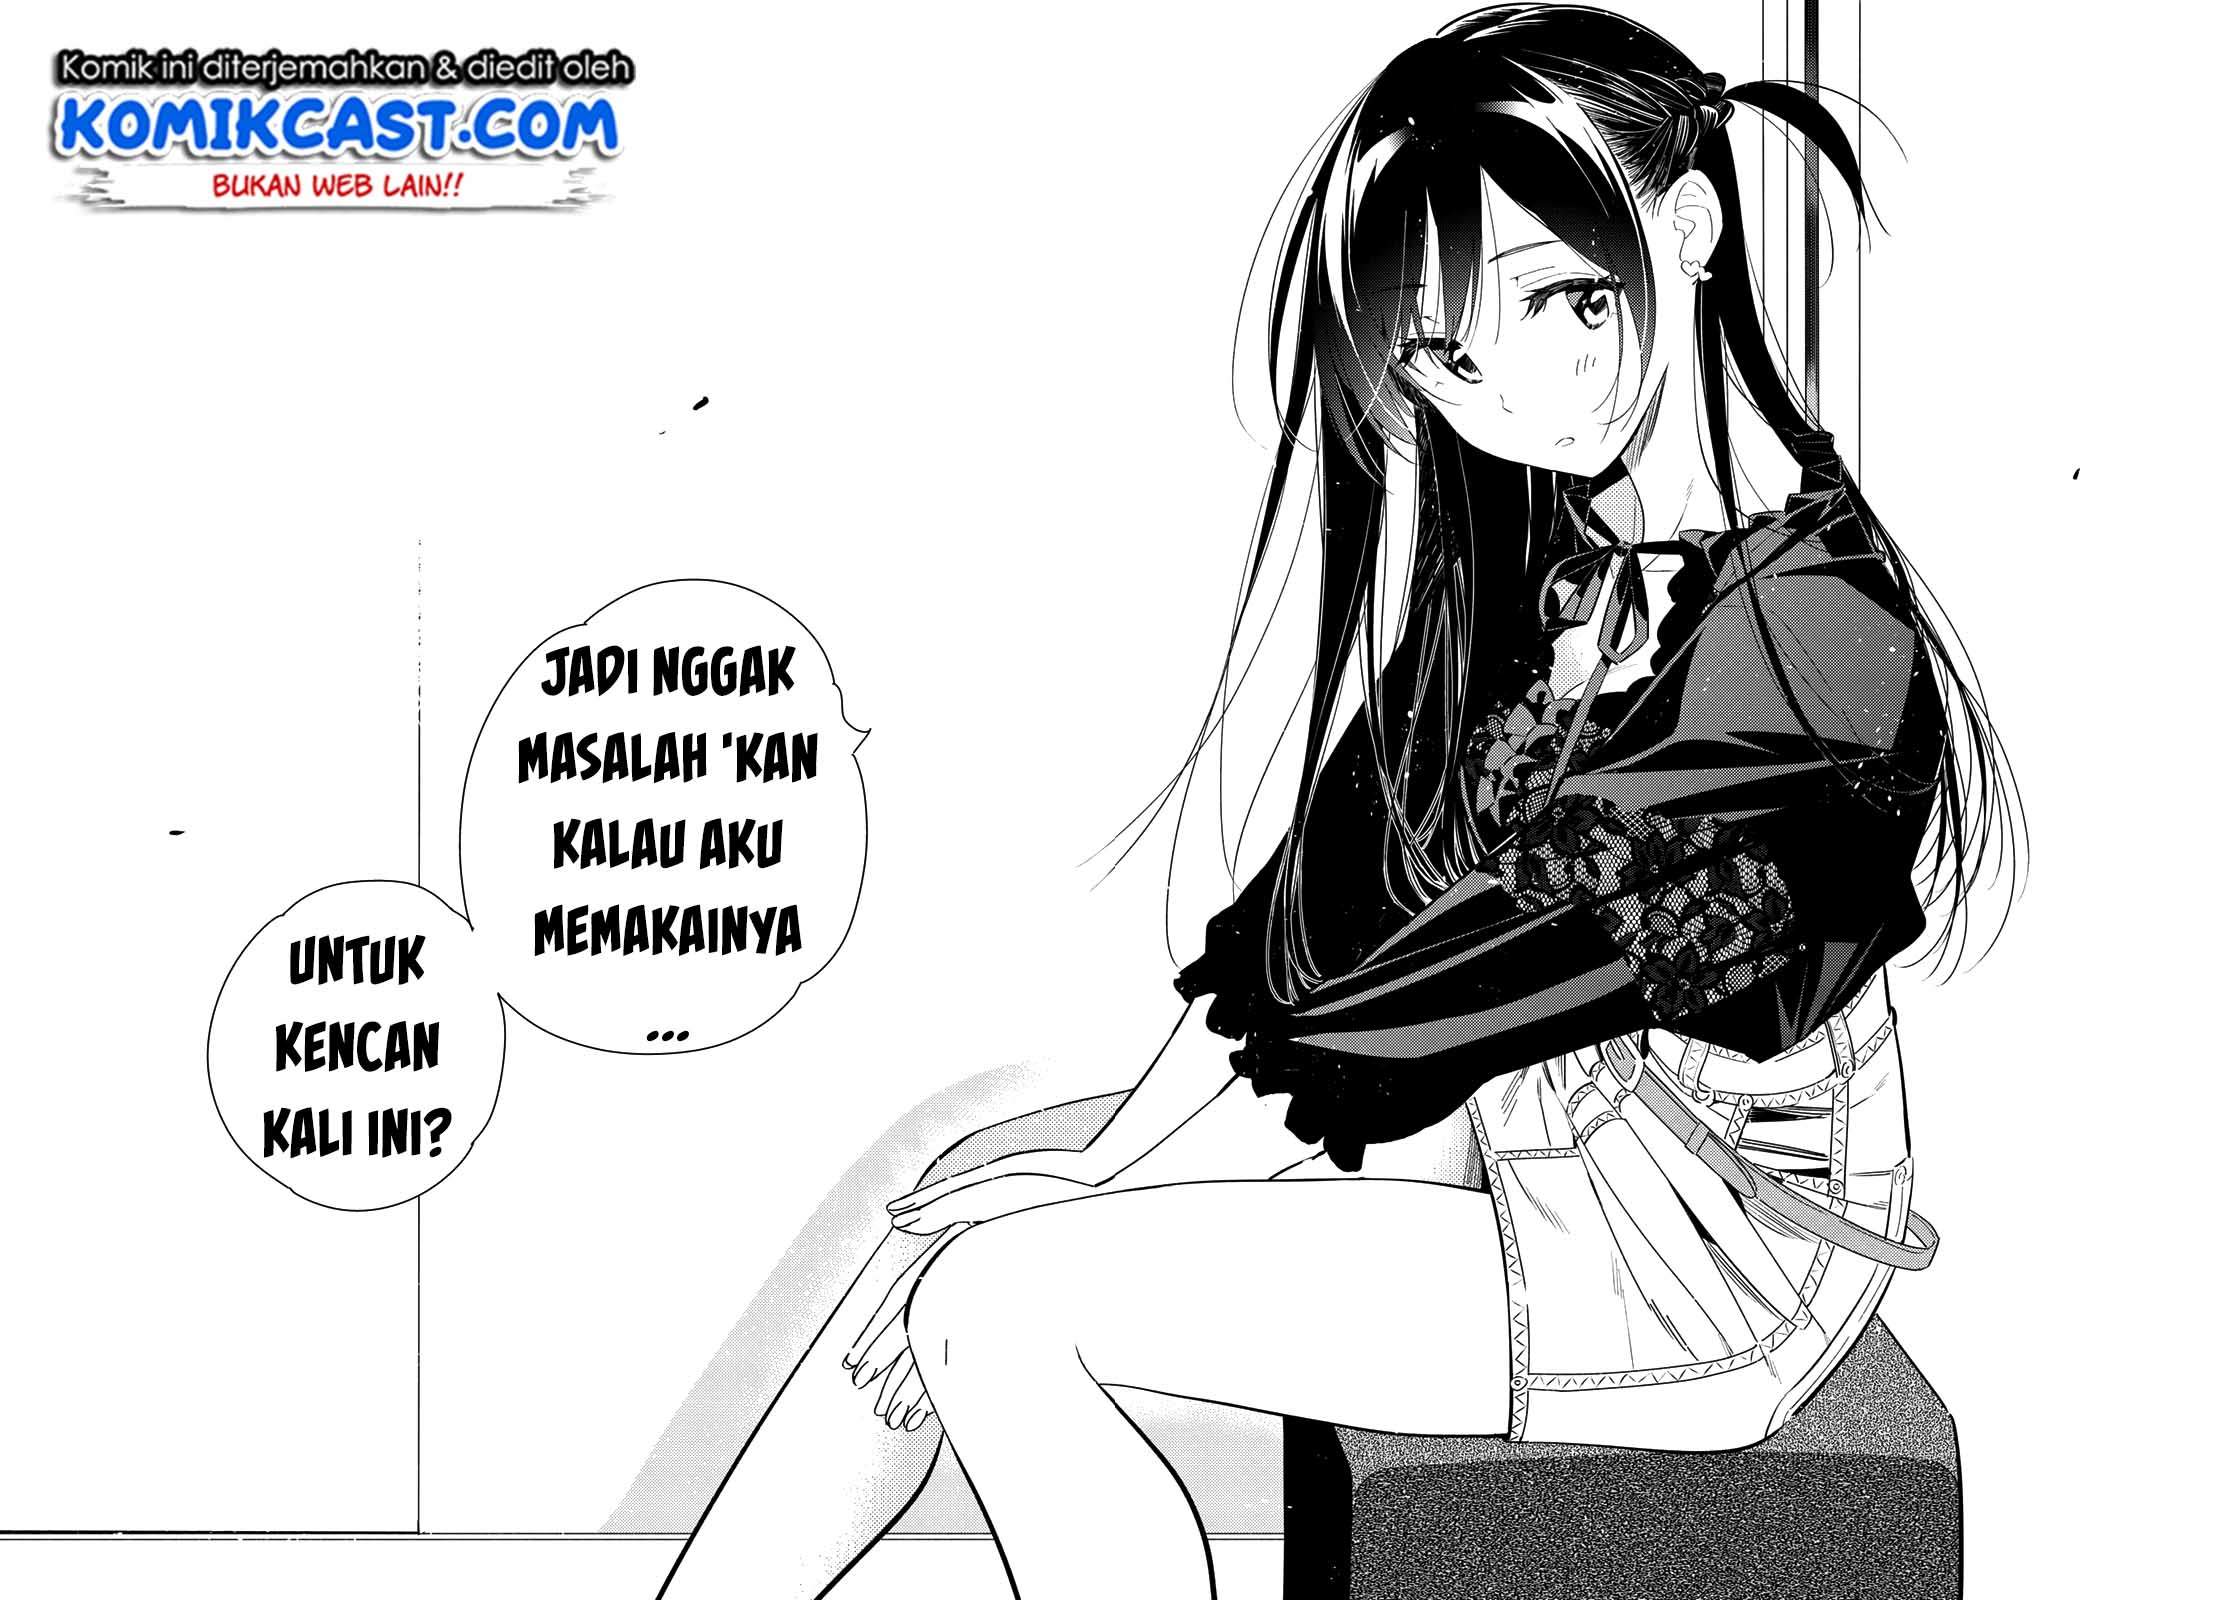 Komik ini diterjemahkan & diedit oleh
KOMIKCAST.COM
BUKAN WEB LAIN!!
JADI NGGAK
MASALAH 'KAN
KALAU AKU
MEMAKAINYA
...
UNTUK
KENCAN
KALI INI?